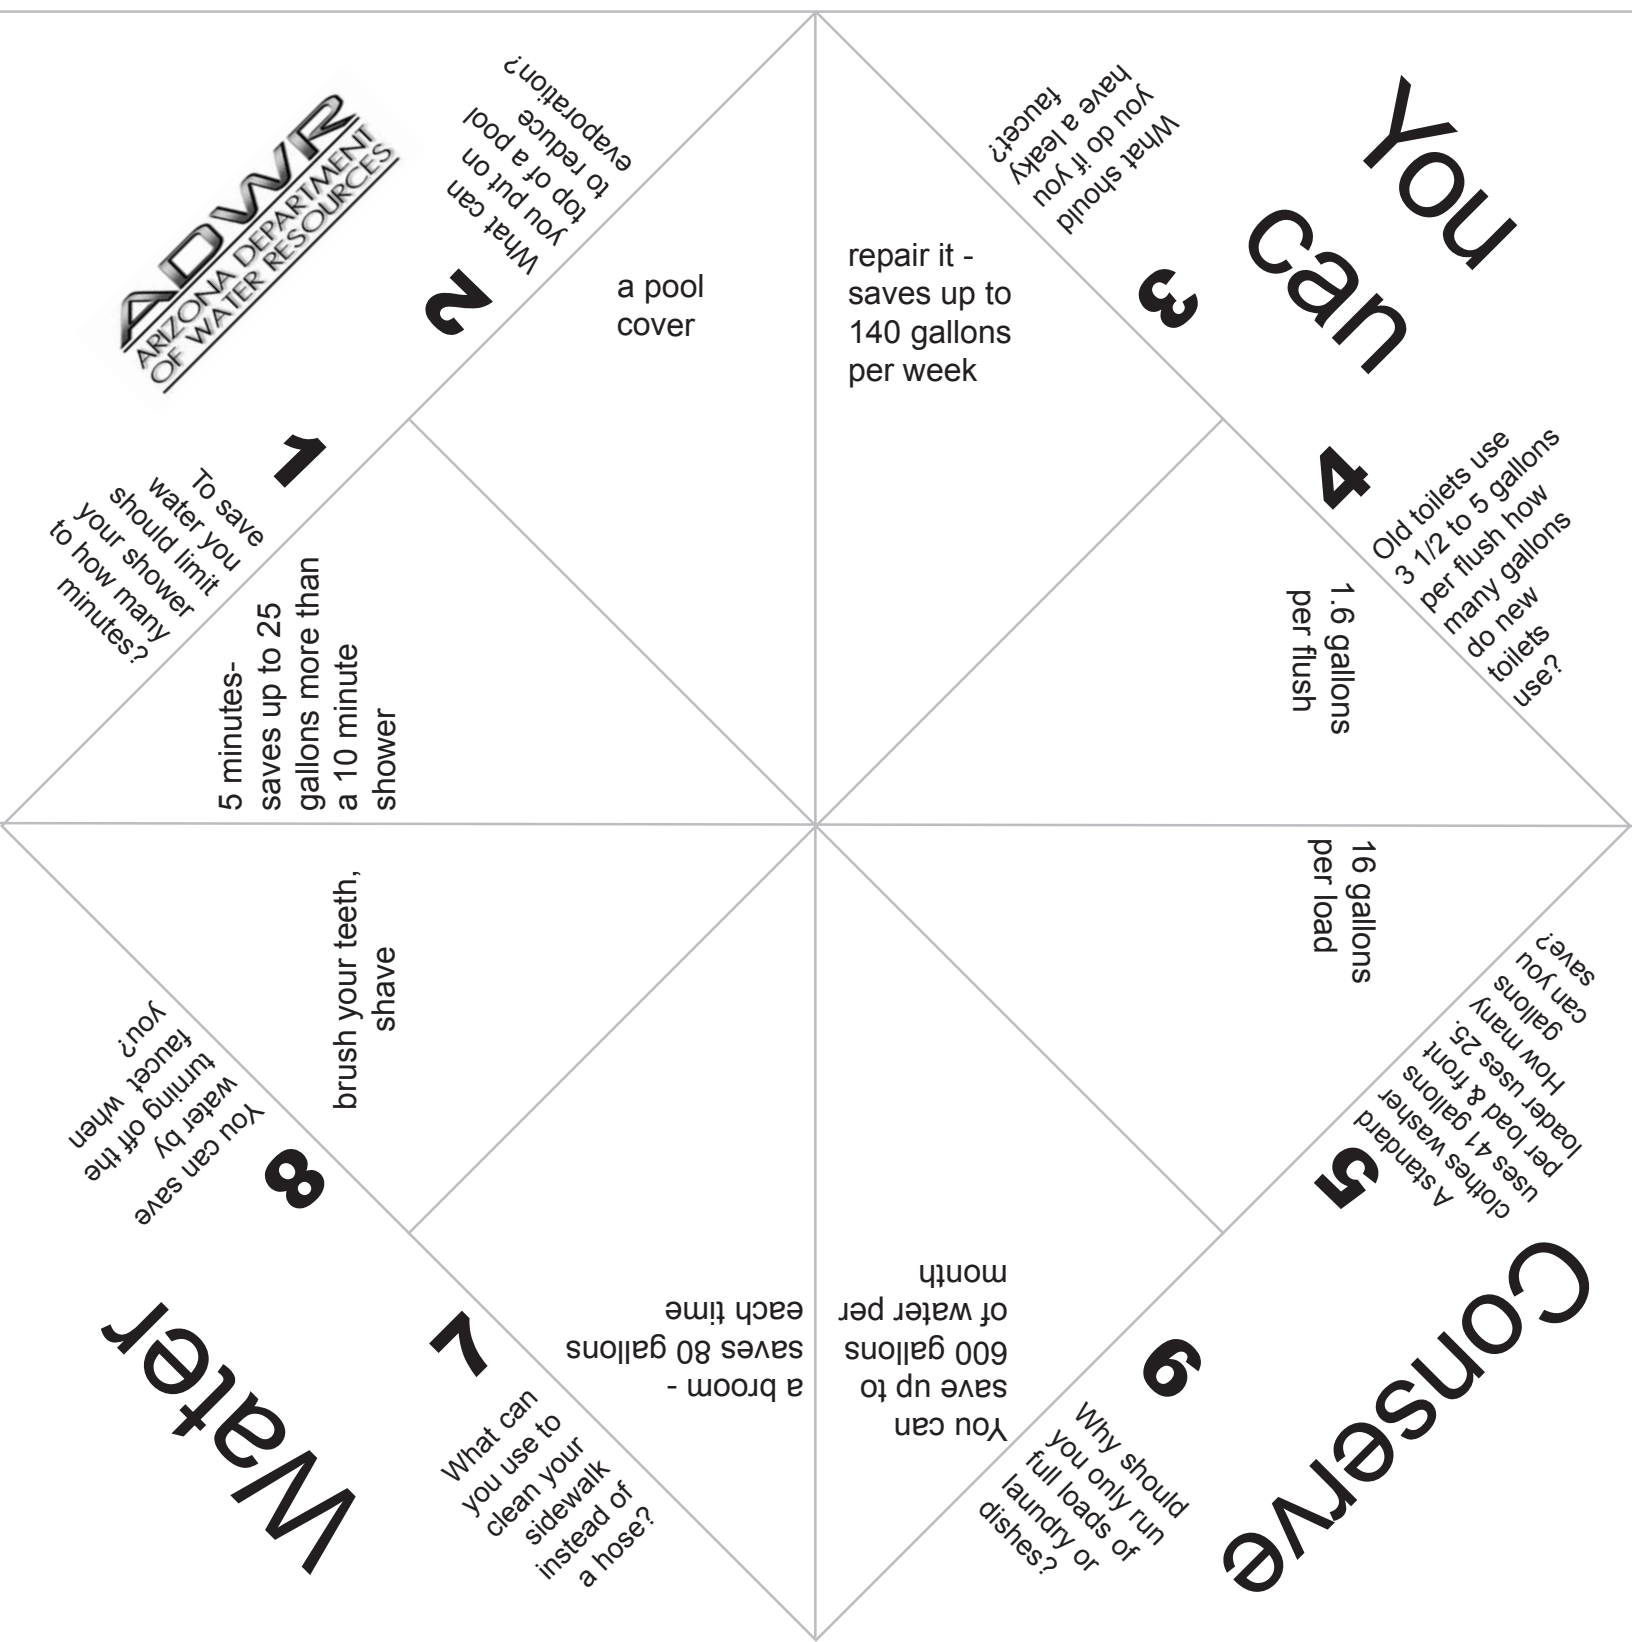 ADWR
ARIZONA DEPARTMENT
OF WATER RESOURCES
1
To save
water you
should limit
your shower
to how many
minutes?
5 minutes-
saves up to 25
gallons more than
a 10 minute
shower
2
What can
you put on
top of a pool
to reduce
evaporation?
a pool
cover
You
can
3
What should
you do if you
have a leaky
faucet?
repair it -
saves up to
140 gallons
per week
4
Old toilets use
3 1/2 to 5 gallons
per flush how
many gallons
do new
toilets
use?
1.6 gallons
per flush
Conserve
5
A standard
clothes washer
uses 41 gallons
per load & front
loader uses 25.
How many
gallons
can you
save?
16 gallons
per load
6
Why should
you only run
full loads of
laundry or
dishes?
You can
save up to
600 gallons
of water per
month
Water
7
What can
you use to
clean your
sidewalk
instead of
a hose?
a broom -
saves 80 gallons
each time
8
You can save
water by
turning off the
faucet when
you?
brush your teeth,
shave